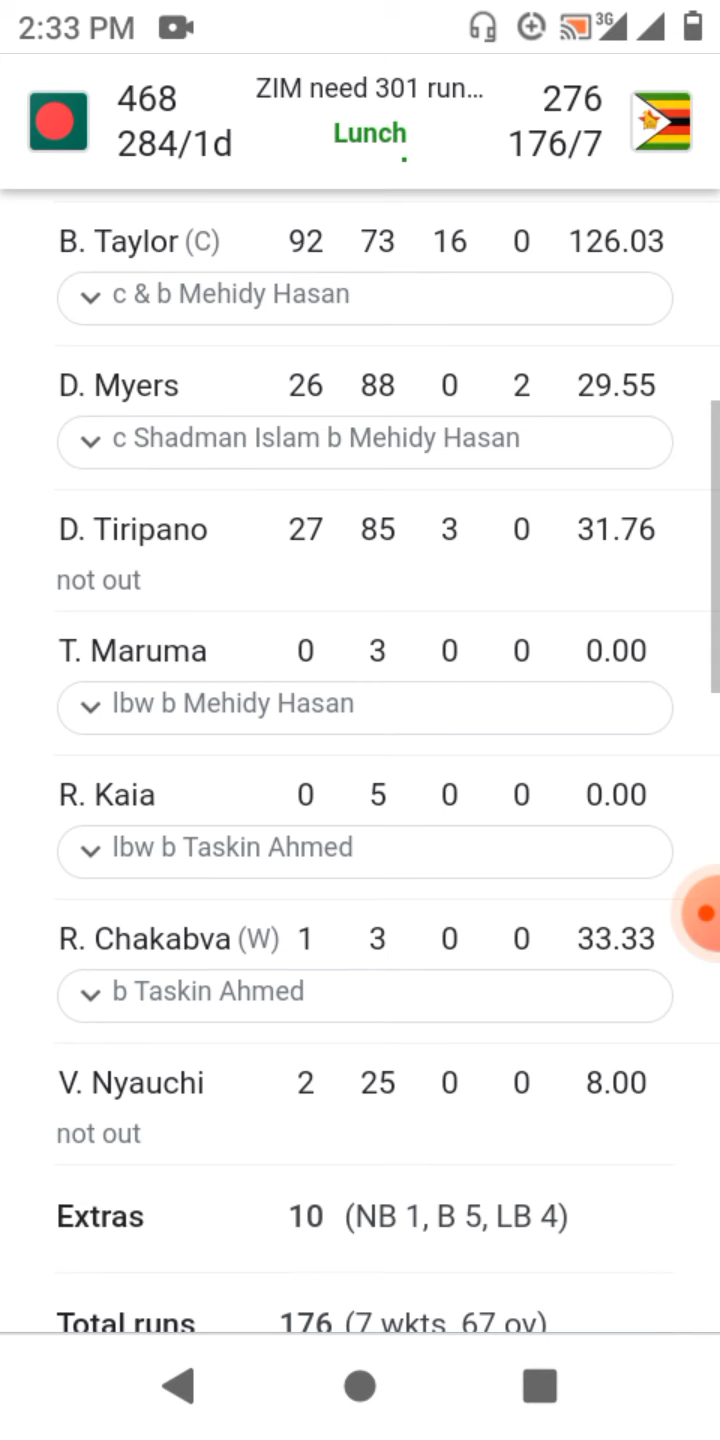 2:33 PM 3G
468 ZIM need 301 run... 276
284/1d Lunch 176/7
B. Taylor (C) 92 73 16 0 126.03
c & b Mehidy Hasan
D. Myers 26 88 0 2 29.55
c Shadman Islam b Mehidy Hasan
D. Tiripano 27 85 3 0 31.76
not out
T. Maruma 0 3 0 0 0.00
lbw b Mehidy Hasan
R. Kaia 0 5 0 0 0.00
lbw b Taskin Ahmed
R. Chakabva (W) 1 3 0 0 33.33
b Taskin Ahmed
V. Nyauchi 2 25 0 0 8.00
not out
Extras 10 (NB 1, B 5, LB 4)
Total runs 176 (7 wkts, 67 ov)